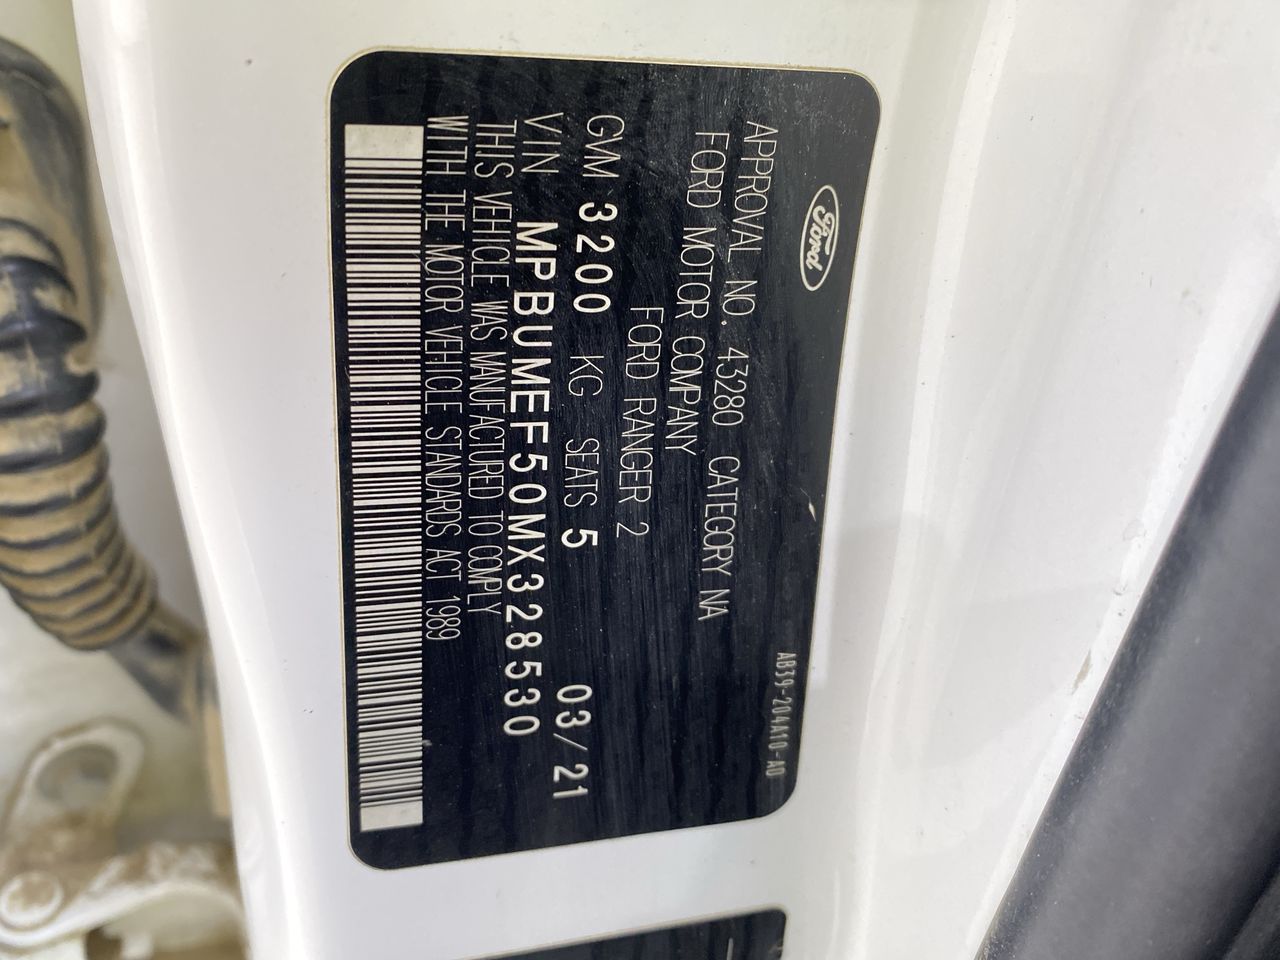 Ford
AB39-204A10-AD
APPROVAL NO. 43280 CATEGORY NA
FORD MOTOR COMPANY
FORD RANGER 2
GVM 3200 KG SEATS 5 03/21
VIN MPBUMEF50MX328530
THIS VEHICLE WAS MANUFACTURED TO COMPLY
WITH THE MOTOR VEHICLE STANDARDS ACT 1989